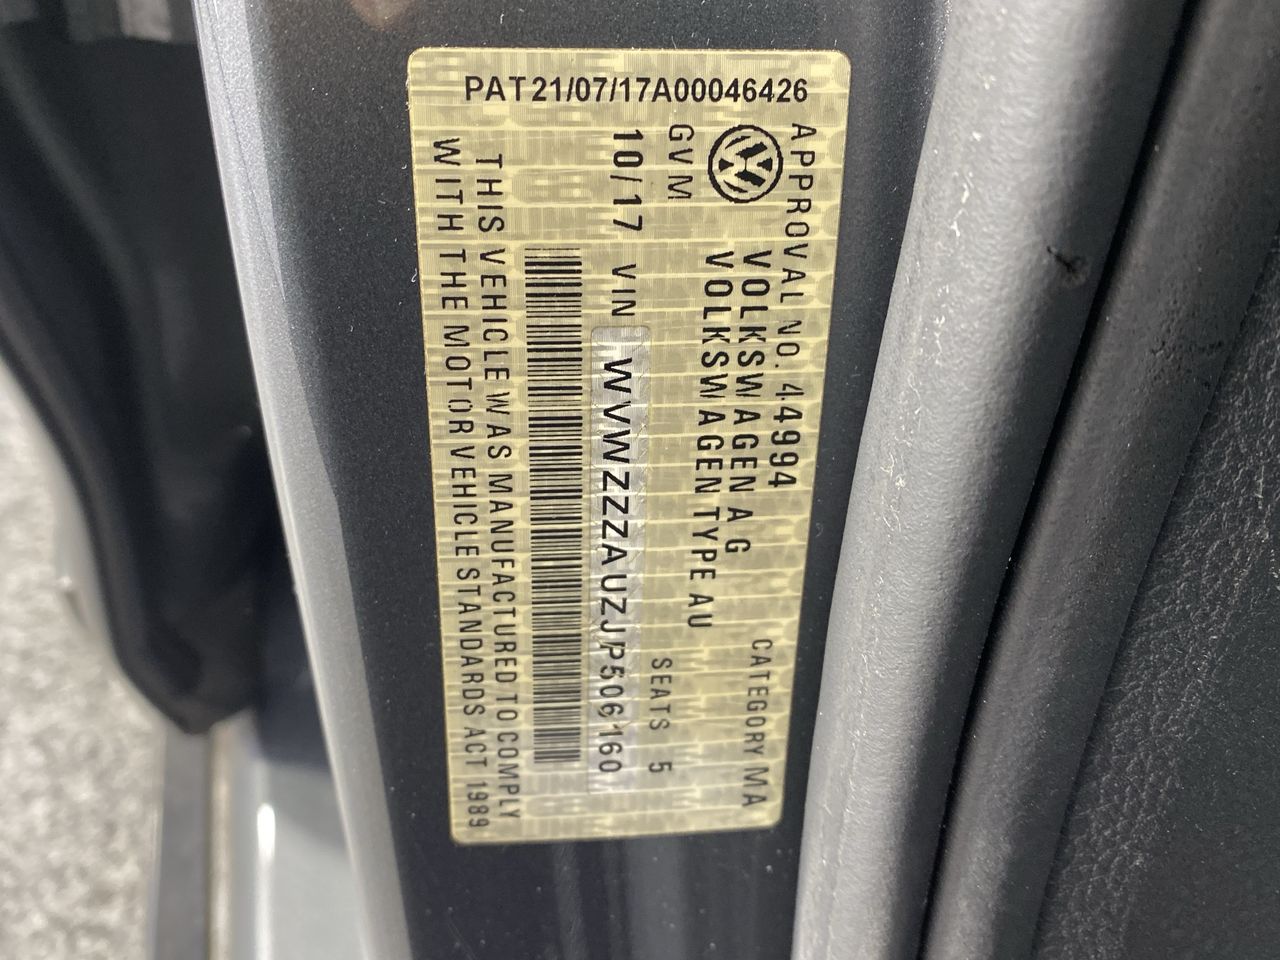 PAT21/07/17A00046426
APPROVAL NO. 44994 CATEGORY MA
VOLKSWAGEN AG
VOLKSWAGEN TYPE AU
GVM SEATS 5
10/17 VIN WVWZZZAUZJP506160
THIS VEHICLE WAS MANUFACTURED TO COMPLY
WITH THE MOTOR VEHICLE STANDARDS ACT 1989